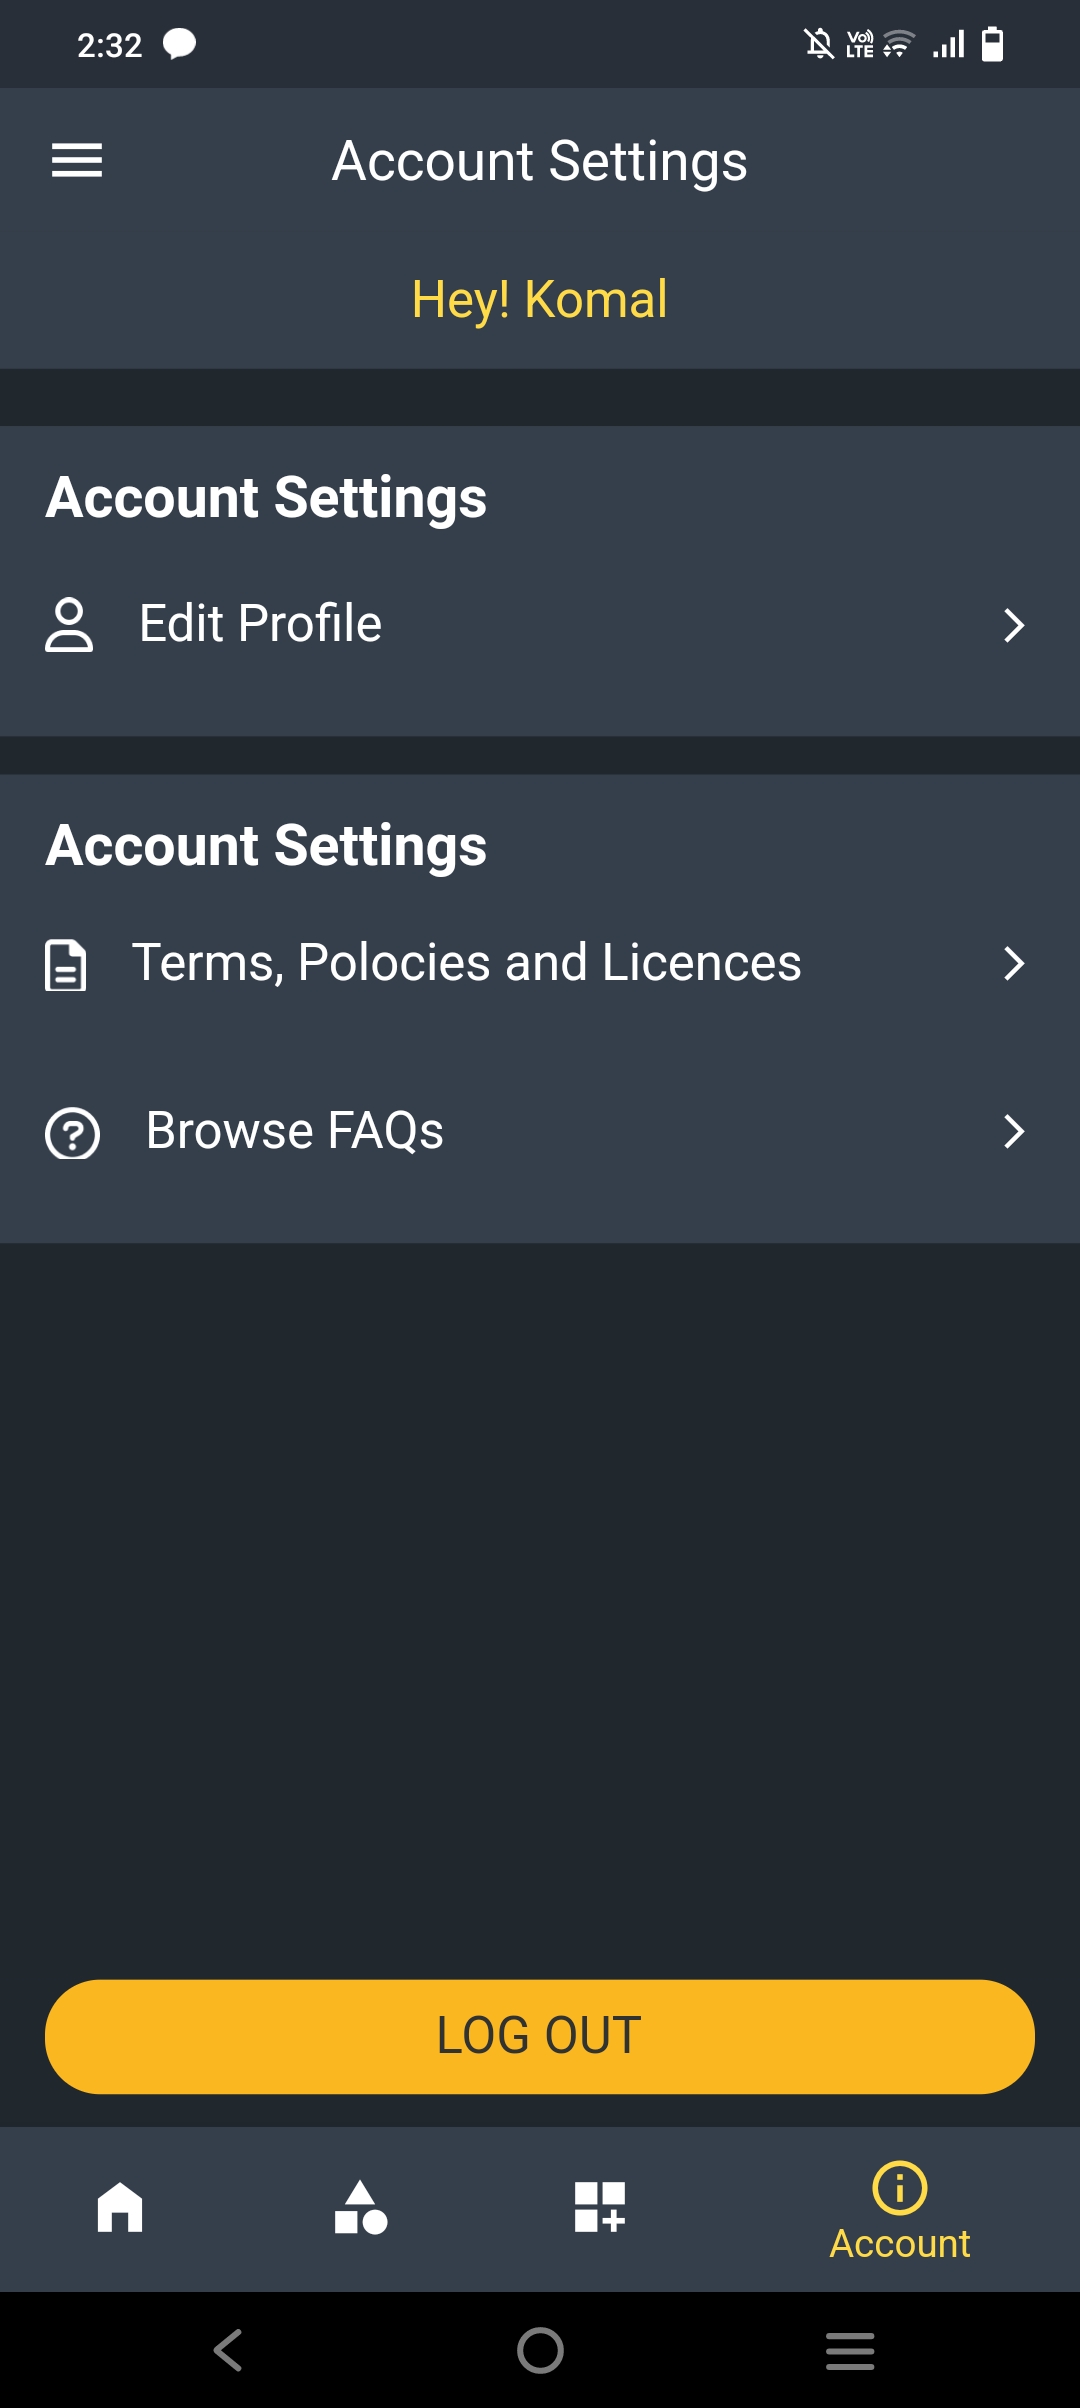 2:32
Vo)) LTE
Account Settings
Hey! Komal
Account Settings
Edit Profile
Account Settings
Terms, Polocies and Licences
Browse FAQs
LOG OUT
Account